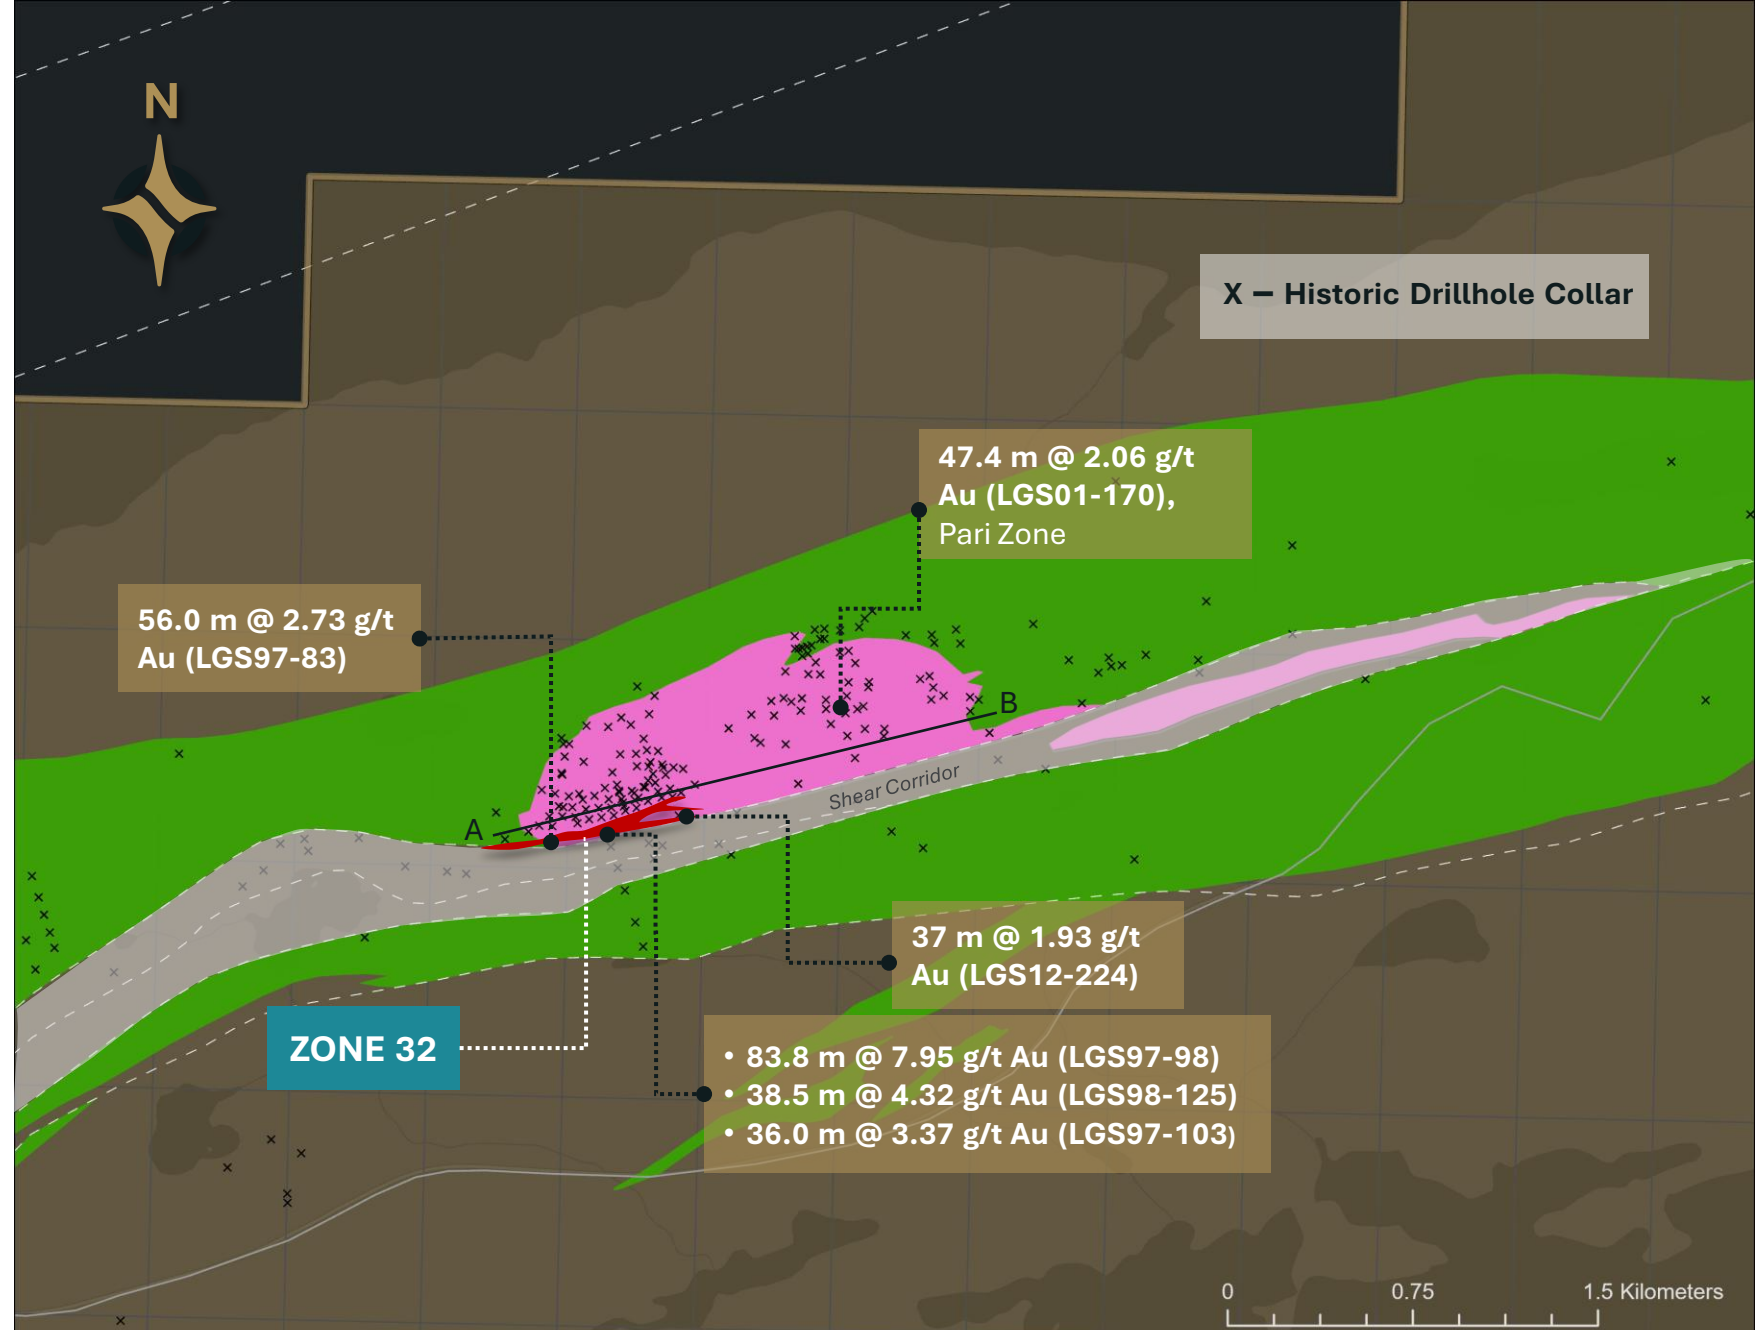 N
X – Historic Drillhole Collar
47.4 m @ 2.06 g/t
Au (LGS01-170),
Pari Zone
56.0 m @ 2.73 g/t
Au (LGS97-83)
B
Shear Corridor
A
37 m @ 1.93 g/t
Au (LGS12-224)
ZONE 32
• 83.8 m @ 7.95 g/t Au (LGS97-98)
• 38.5 m @ 4.32 g/t Au (LGS98-125)
• 36.0 m @ 3.37 g/t Au (LGS97-103)
0 0.75 1.5 Kilometers